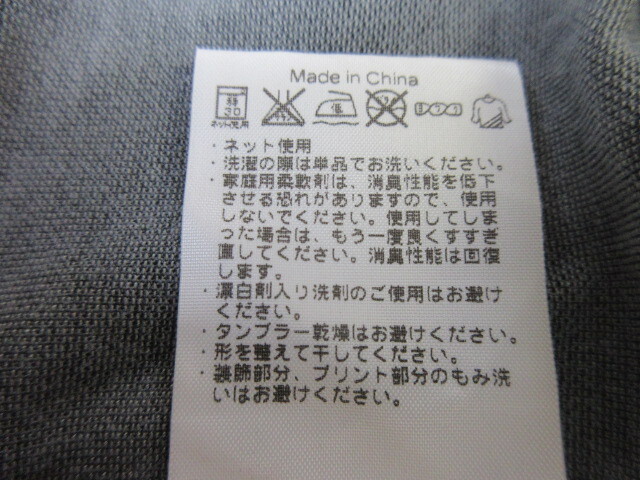 Made in China
弱
30
ネット使用
低
・ネット使用
・洗濯の際は単品でお洗いください。
・家庭用柔軟剤は、消臭性能を低下
させる恐れがありますので、使用
しないでください。使用してしま
った場合は、もう一度良くすすぎ
直してください。消臭性能は回復
します。
・漂白剤入り洗剤のご使用はお避け
ください。
・タンブラー乾燥はお避けください。
・形を整えて干してください。
・装飾部分、プリント部分のもみ洗
いはお避けください。